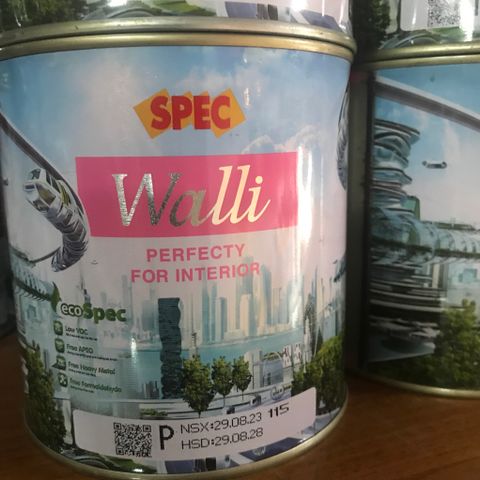 SPEC
Walli
PERFECTY
FOR INTERIOR
ecoSpec
Low VOC
Free APEO
Free Heavy Metal
Free Formaldehyde
P NSX:29.08.23 115
HSD:29.08.28